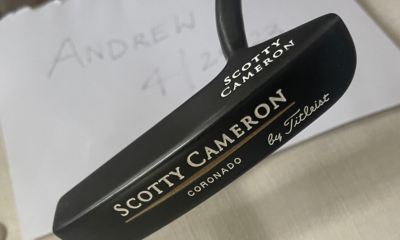 ANDREW
SCOTTY
CAMERON
SCOTTY CAMERON
CORONADO
by Titleist